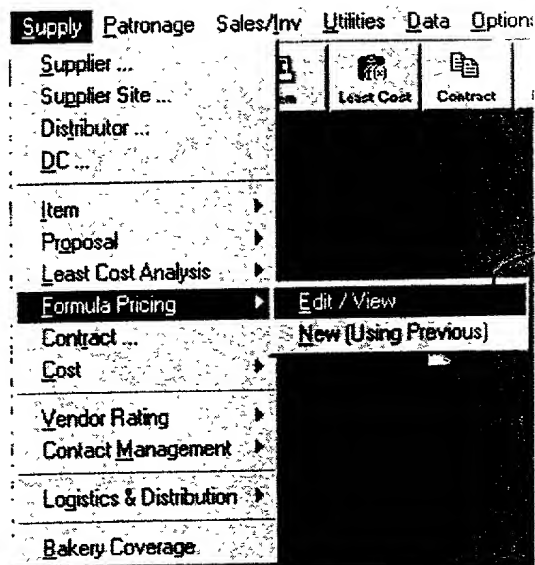 Supply Patronage Sales/Inv Utilities Data Option
Supplier ...
Supplier Site ...
Least Cost Contract
Distributor ...
DC ...
Item
Proposal
Least Cost Analysis
Formula Pricing Edit / View
Contract ... New (Using Previous)
Cost
Vendor Rating
Contact Management
Logistics & Distribution
Bakery Coverage